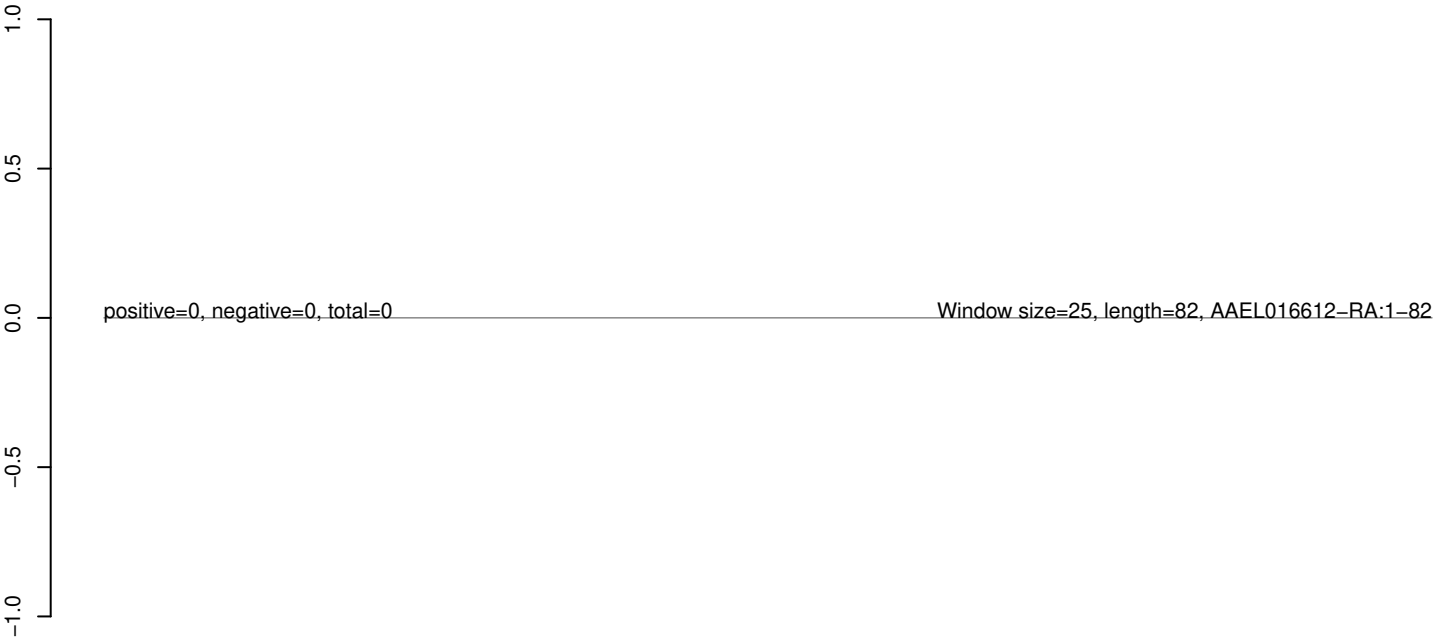 1.0
0.5
0.0
−0.5
−1.0
positive=0, negative=0, total=0
Window size=25, length=82, AAEL016612−RA:1−82